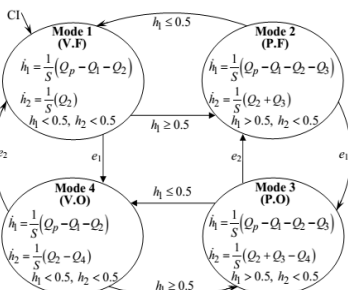 CI
h₁ ≤ 0.5
Mode 1
(V.F)
ḣ₁ = 1/S (Qₚ − Q₁ − Q₂)
ḣ₂ = 1/S (Q₂)
h₁ < 0.5, h₂ < 0.5
Mode 2
(P.F)
ḣ₁ = 1/S (Qₚ − Q₁ − Q₂ − Q₃)
ḣ₂ = 1/S (Q₂ + Q₃)
h₁ > 0.5, h₂ < 0.5
h₁ ≥ 0.5
e₂
e₁
e₂
e₁
Mode 4
(V.O)
ḣ₁ = 1/S (Qₚ − Q₁ − Q₂)
ḣ₂ = 1/S (Q₂ − Q₄)
h₁ < 0.5, h₂ < 0.5
h₁ ≤ 0.5
Mode 3
(P.O)
ḣ₁ = 1/S (Qₚ − Q₁ − Q₂ − Q₃)
ḣ₂ = 1/S (Q₂ + Q₃ − Q₄)
h₁ > 0.5, h₂ < 0.5
h₁ ≥ 0.5